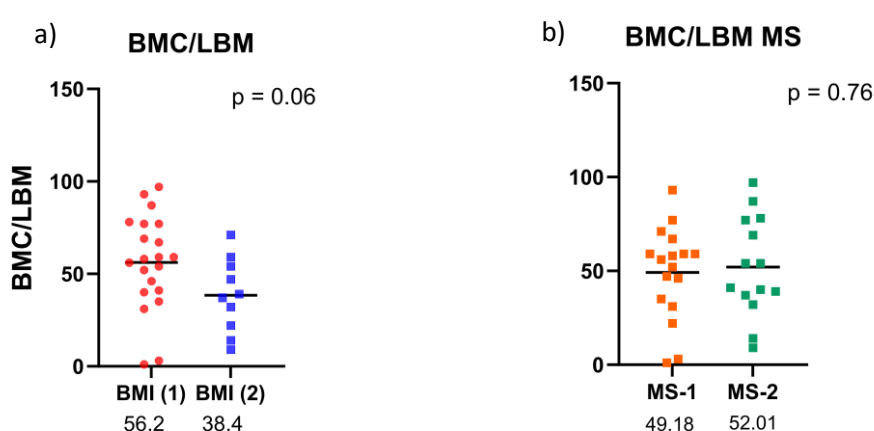 a)
BMC/LBM
p = 0.06
BMC/LBM
150
100
50
0
BMI (1) BMI (2)
56.2 38.4
b)
BMC/LBM MS
p = 0.76
150
100
50
0
MS-1 MS-2
49.18 52.01